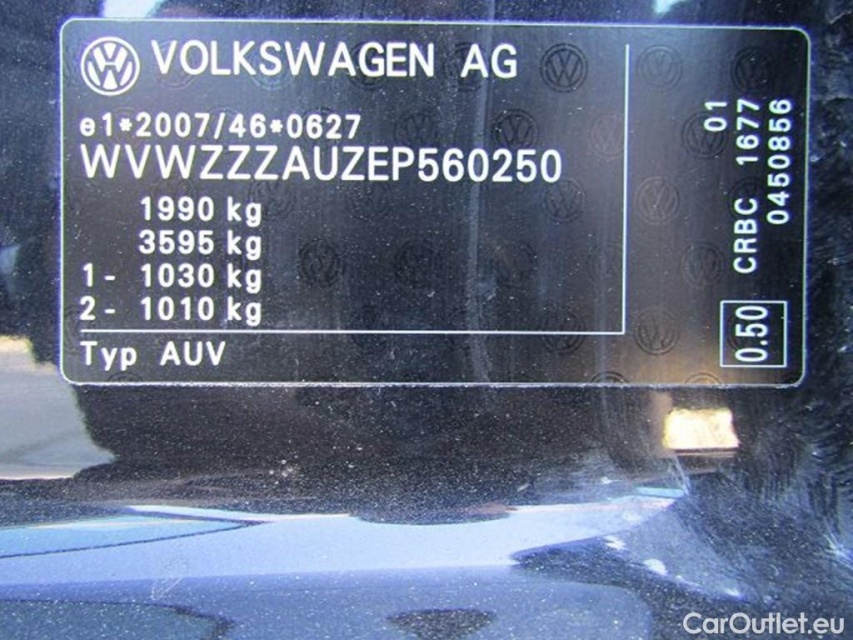 VOLKSWAGEN AG
e1*2007/46*0627
WVWZZZAUZEP560250
1990 kg
3595 kg
1- 1030 kg
2- 1010 kg
Typ AUV
01
CRBC 1677
0450856
0.50
CarOutlet.eu